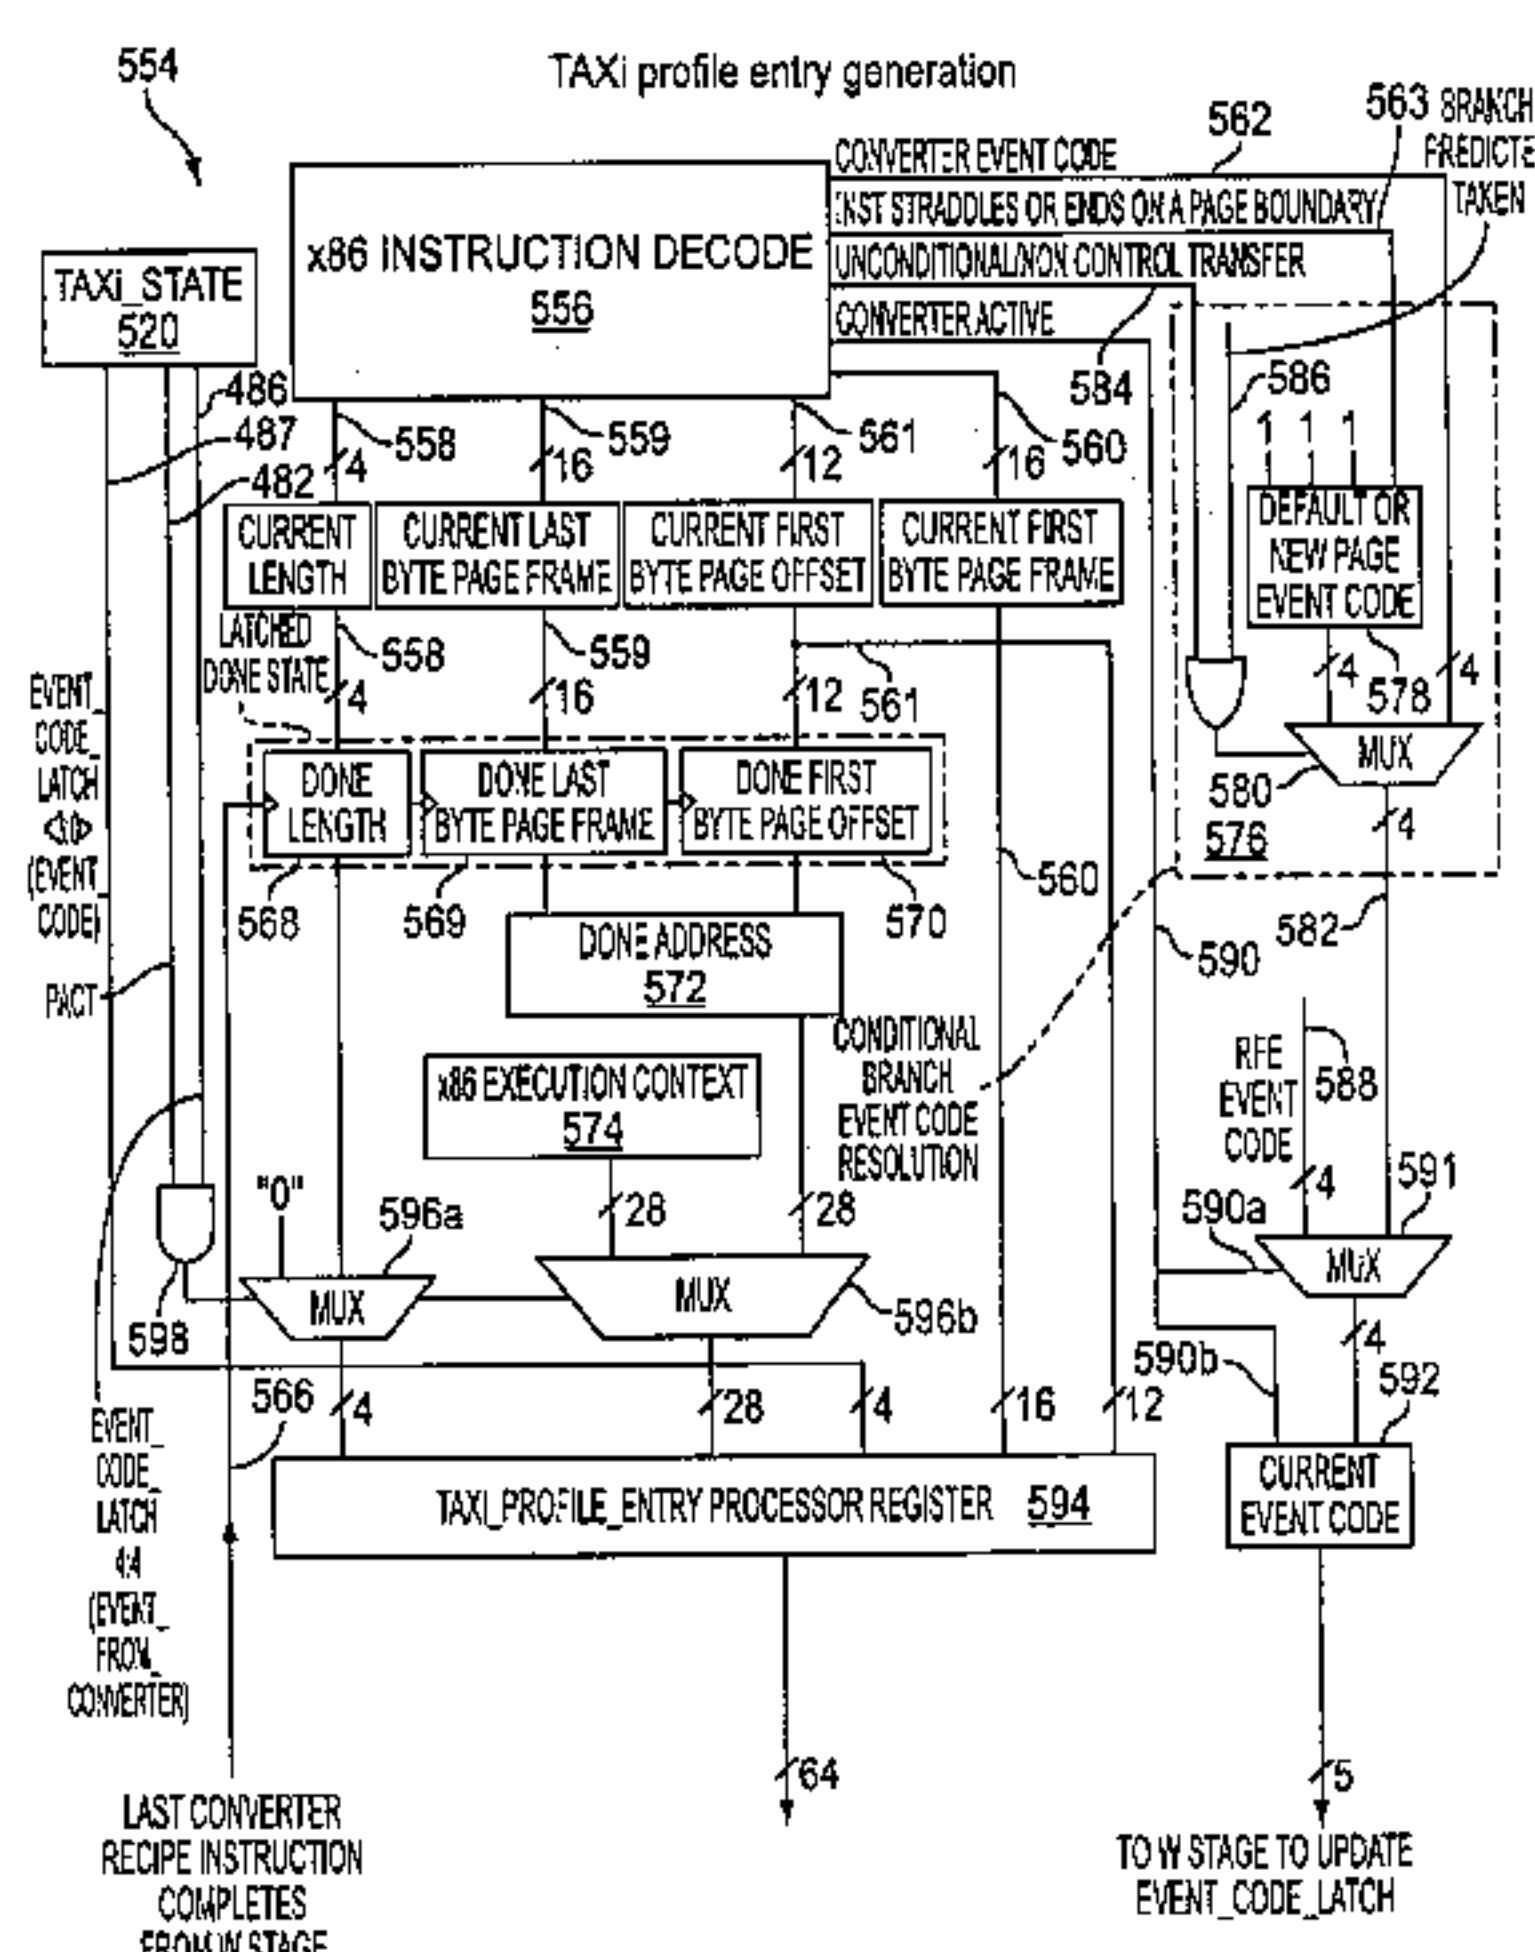 554
TAXi profile entry generation
562
563
BRANCH
PREDICTE
TAKEN
CONVERTER EVENT CODE
INST STRADDLES OR ENDS ON A PAGE BOUNDARY
UNCONDITIONAL/NON CONTROL TRANSFER
CONVERTER ACTIVE
x86 INSTRUCTION DECODE
556
TAXi_STATE
520
584
586
1 1 1
486
487
482
558
4
559
16
561
12
560
16
CURRENT
LENGTH
CURRENT LAST
BYTE PAGE FRAME
CURRENT FIRST
BYTE PAGE OFFSET
CURRENT FIRST
BYTE PAGE FRAME
DEFAULT OR
NEW PAGE
EVENT CODE
LATCHED
DONE STATE
558
4
559
16
12
561
4
578
4
EVENT_
CODE_
LATCH
<3:0>
(EVENT_
CODE)
DONE
LENGTH
DONE LAST
BYTE PAGE FRAME
DONE FIRST
BYTE PAGE OFFSET
MUX
580
576
4
568
569
570
560
582
590
DONE ADDRESS
572
PACT
CONDITIONAL
BRANCH
EVENT CODE
RESOLUTION
x86 EXECUTION CONTEXT
574
RFE
EVENT
CODE
588
4
591
"0"
596a
28
28
590a
MUX
598
MUX
MUX
596b
4
590b
592
566
4
28
4
16
12
EVENT_
CODE_
LATCH
4:4
(EVENT_
FROM_
CONVERTER)
TAXI_PROFILE_ENTRY PROCESSOR REGISTER 594
CURRENT
EVENT CODE
64
5
LAST CONVERTER
RECIPE INSTRUCTION
COMPLETES
FROM W STAGE
TO W STAGE TO UPDATE
EVENT_CODE_LATCH